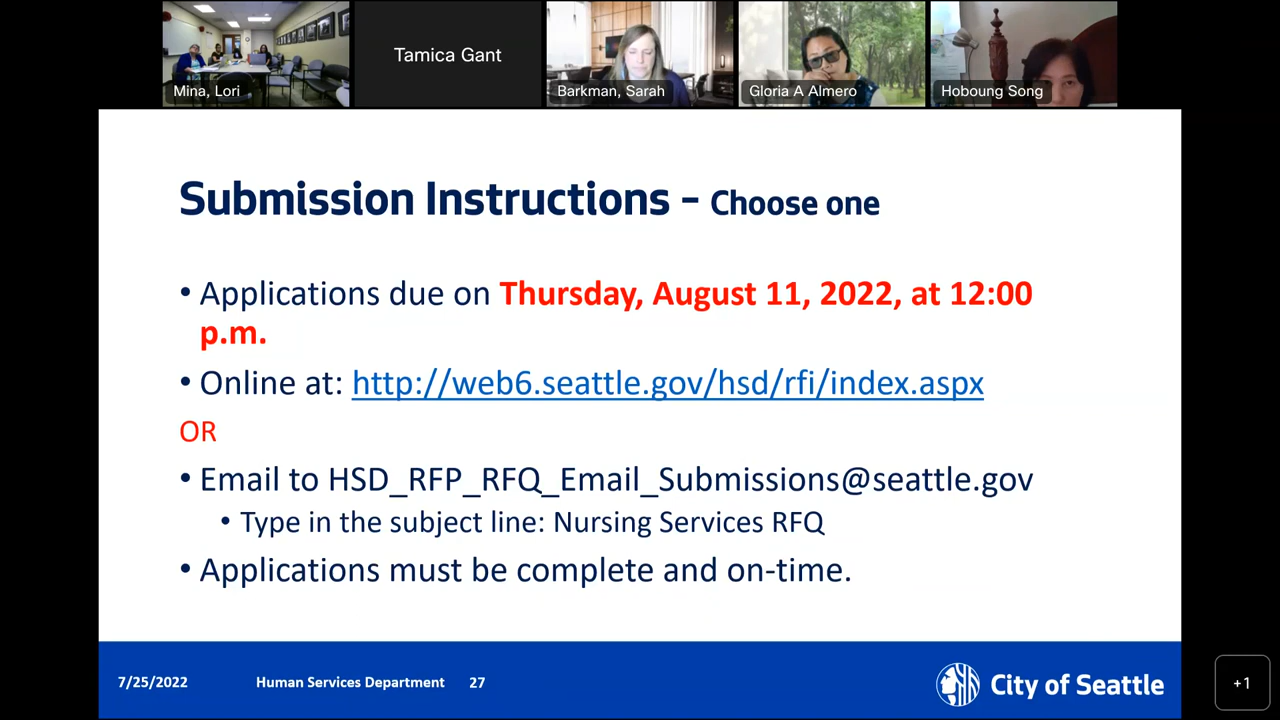 Tamica Gant
Mina, Lori
Barkman, Sarah
Gloria A Almero
Hoboung Song
Submission Instructions – Choose one
• Applications due on Thursday, August 11, 2022, at 12:00
p.m.
• Online at: http://web6.seattle.gov/hsd/rfi/index.aspx
OR
• Email to HSD_RFP_RFQ_Email_Submissions@seattle.gov
• Type in the subject line: Nursing Services RFQ
• Applications must be complete and on-time.
7/25/2022 Human Services Department 27
City of Seattle
+1